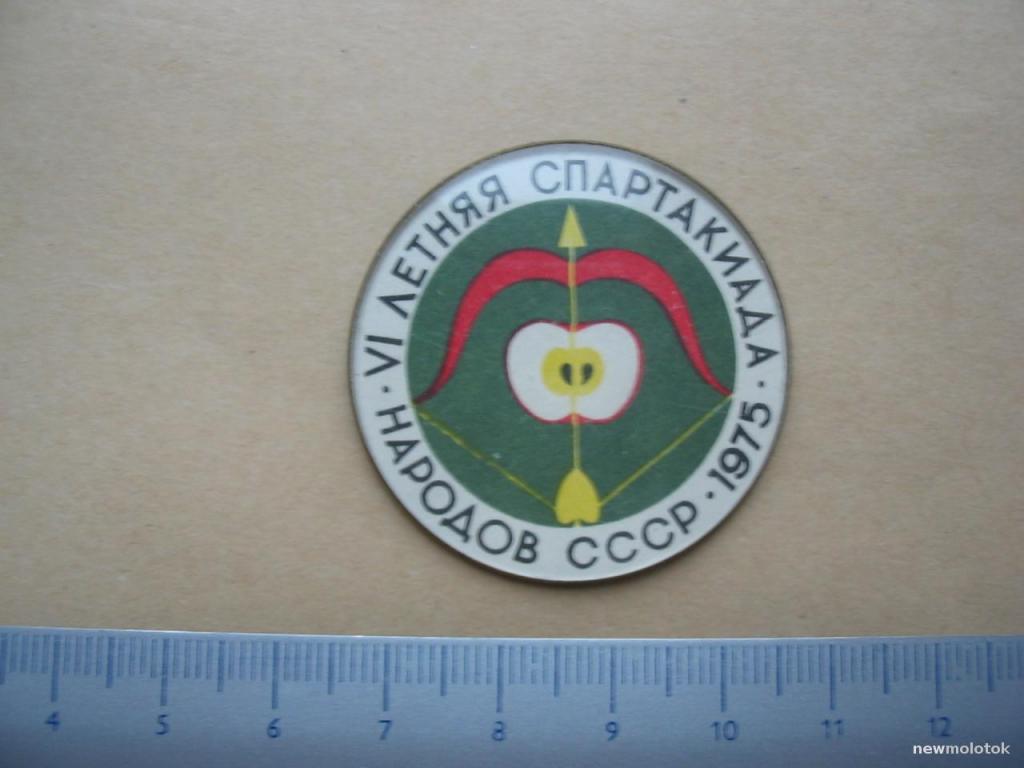 · VI ЛЕТНЯЯ СПАРТАКИАДА ·
НАРОДОВ СССР · 1975
4 5 6 7 8 9 10 11 12
newmolotok